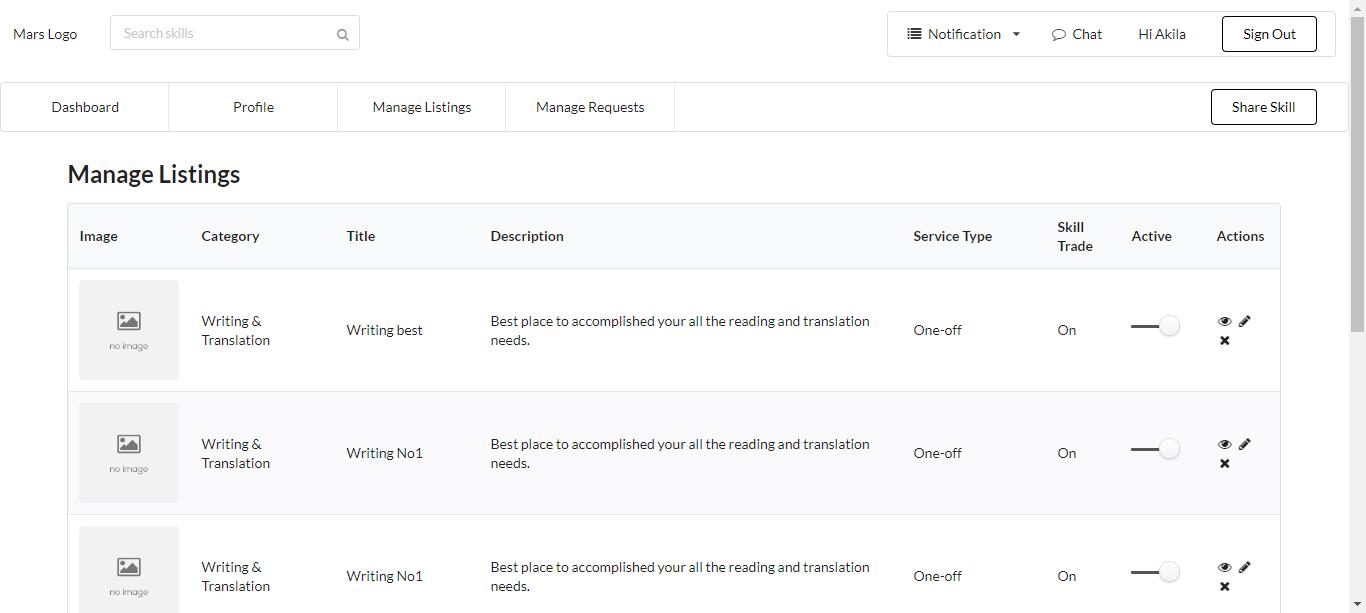 Mars Logo
Search skills
Notification
Chat
Hi Akila
Sign Out
Dashboard
Profile
Manage Listings
Manage Requests
Share Skill
Manage Listings
Image
Category
Title
Description
Service Type
Skill
Trade
Active
Actions
no image
Writing &
Translation
Writing best
Best place to accomplished your all the reading and translation
needs.
One-off
On
no image
Writing &
Translation
Writing No1
Best place to accomplished your all the reading and translation
needs.
One-off
On
no image
Writing &
Translation
Writing No1
Best place to accomplished your all the reading and translation
needs.
One-off
On